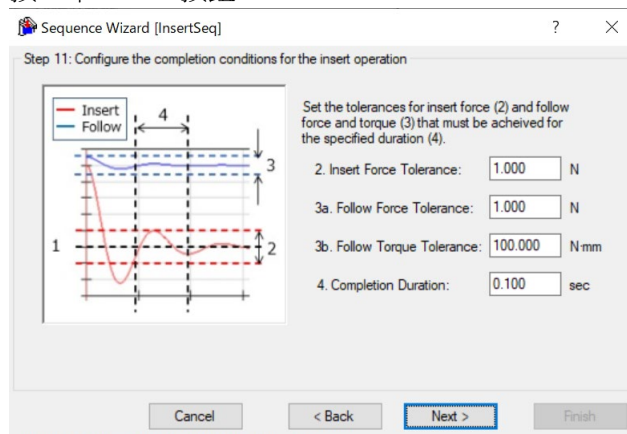 Sequence Wizard [InsertSeq]
?
Step 11: Configure the completion conditions for the insert operation
Insert
Follow
4
3
1
2
Set the tolerances for insert force (2) and follow
force and torque (3) that must be acheived for
the specified duration (4).
2. Insert Force Tolerance: 1.000 N
3a. Follow Force Tolerance: 1.000 N
3b. Follow Torque Tolerance: 100.000 N·mm
4. Completion Duration: 0.100 sec
Cancel
< Back
Next >
Finish